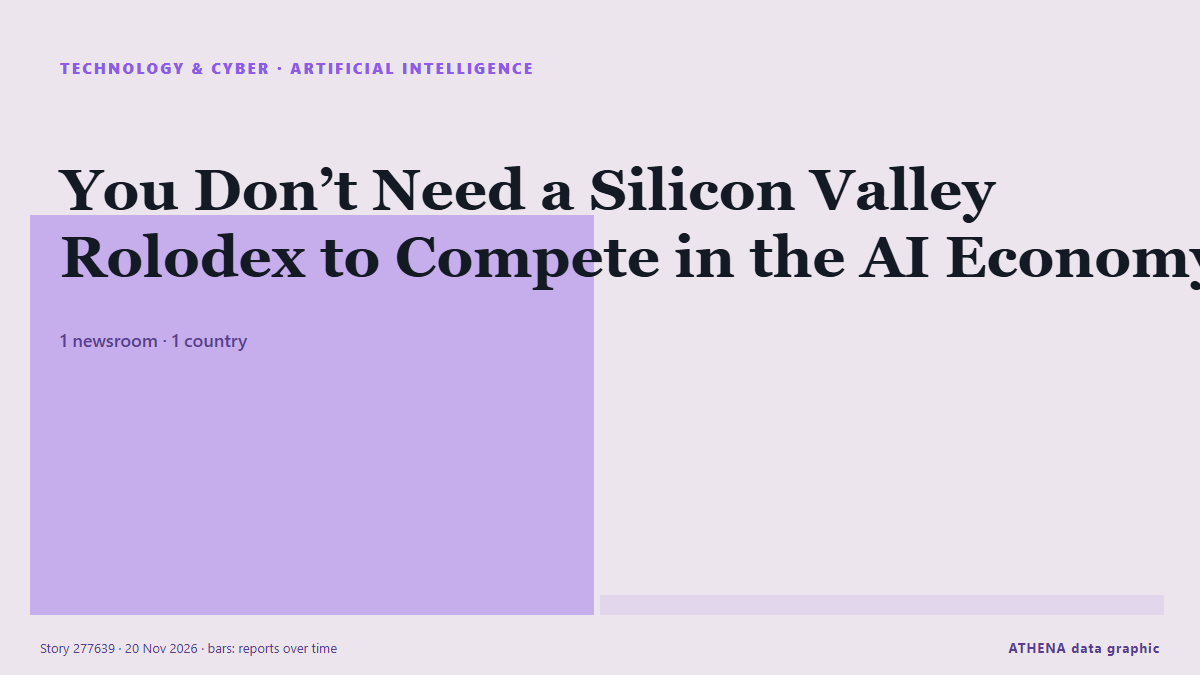 TECHNOLOGY & CYBER · ARTIFICIAL INTELLIGENCE
You Don’t Need a Silicon Valley
Rolodex to Compete in the AI Economy
1 newsroom · 1 country
Story 277639 · 20 Nov 2026 · bars: reports over time
ATHENA data graphic